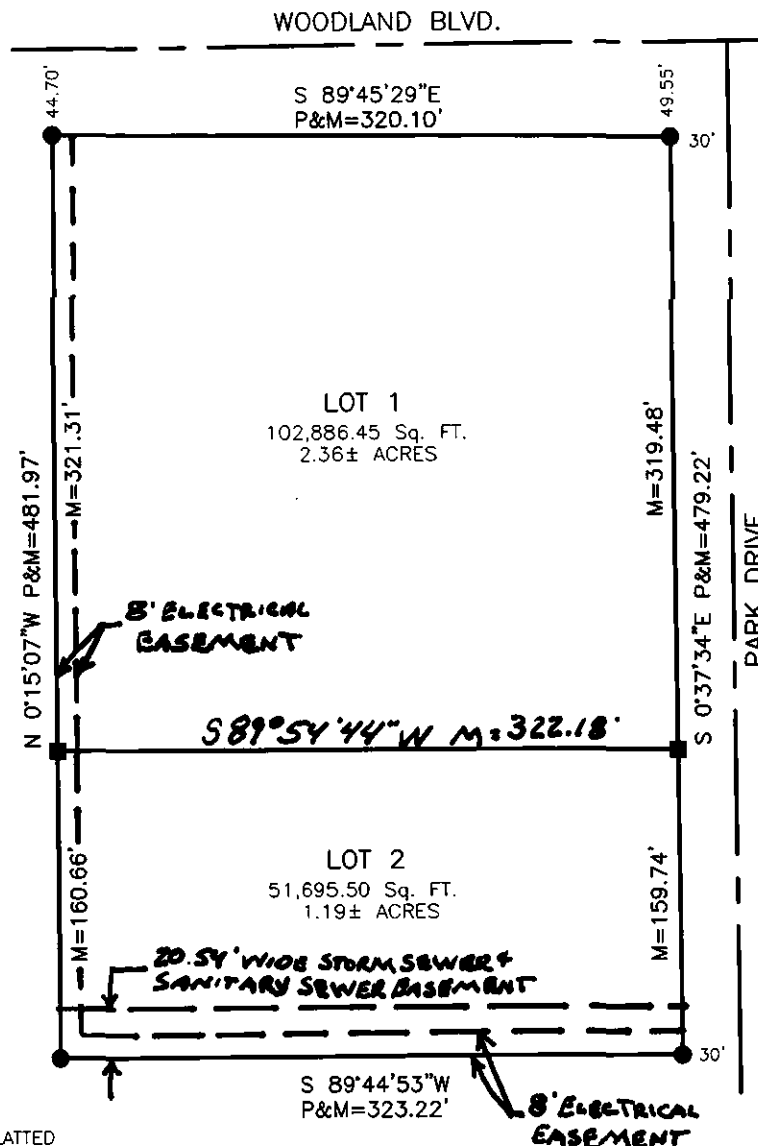 WOODLAND BLVD.
44.70'
S 89°45'29"E
P&M=320.10'
49.55'
30'
LOT 1
102,886.45 Sq. FT.
2.36± ACRES
N 0°15'07"W P&M=481.97'
M=321.31'
M=319.48'
S 0°37'34"E P&M=479.22'
PARK DRIVE
8' ELECTRICAL
EASEMENT
S 89°54'44" W M=322.18'
LOT 2
51,695.50 Sq. FT.
1.19± ACRES
M=160.66'
M=159.74'
20.54' WIDE STORM SEWER &
SANITARY SEWER EASEMENT
30'
S 89°44'53"W
P&M=323.22'
8' ELECTRICAL
EASEMENT
LATTED